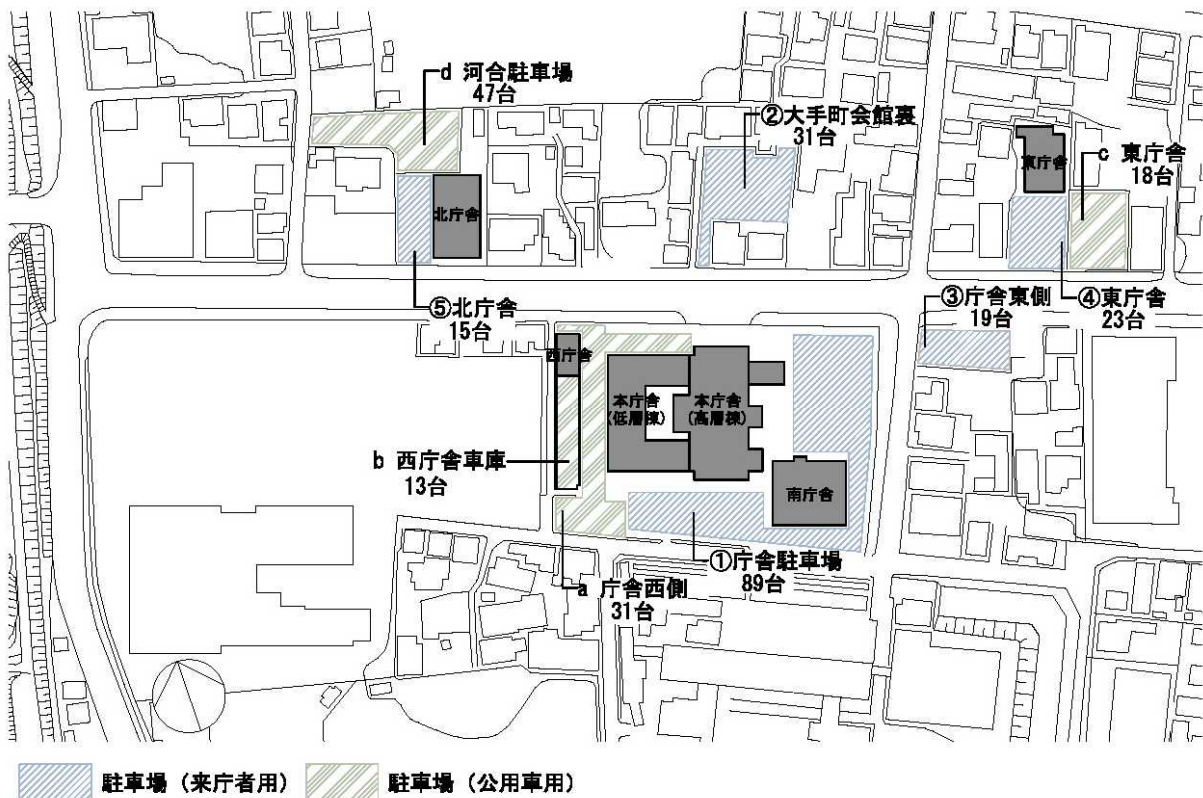 d 河合駐車場
47台
②大手町会館裏
31台
東庁舎
c 東庁舎
18台
北庁舎
⑤北庁舎
15台
③庁舎東側
19台
④東庁舎
23台
西庁舎
本庁舎
(低層棟)
本庁舎
(高層棟)
b 西庁舎車庫
13台
南庁舎
①庁舎駐車場
89台
a 庁舎西側
31台
駐車場（来庁者用）
駐車場（公用車用）